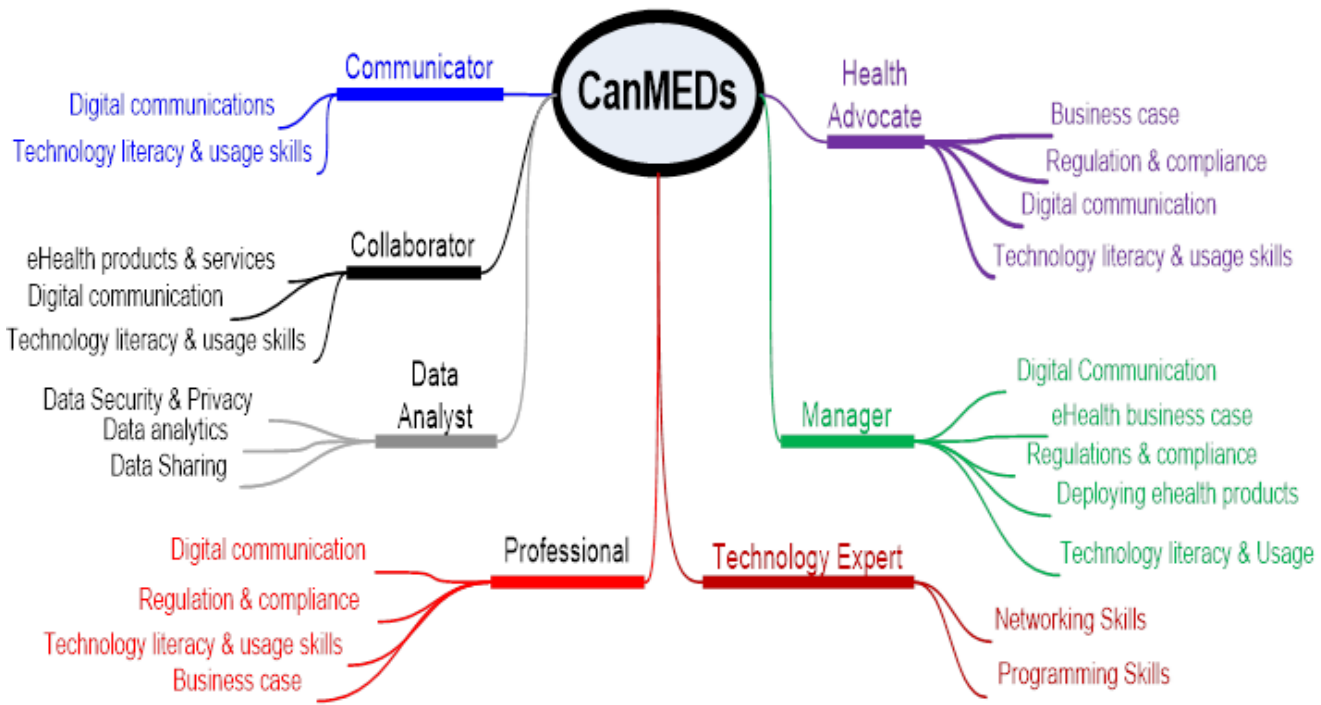 CanMEDs
Communicator
Digital communications
Technology literacy & usage skills
Collaborator
eHealth products & services
Digital communication
Technology literacy & usage skills
Data
Analyst
Data Security & Privacy
Data analytics
Data Sharing
Professional
Digital communication
Regulation & compliance
Technology literacy & usage skills
Business case
Health
Advocate
Business case
Regulation & compliance
Digital communication
Technology literacy & usage skills
Manager
Digital Communication
eHealth business case
Regulations & compliance
Deploying ehealth products
Technology literacy & Usage
Technology Expert
Networking Skills
Programming Skills